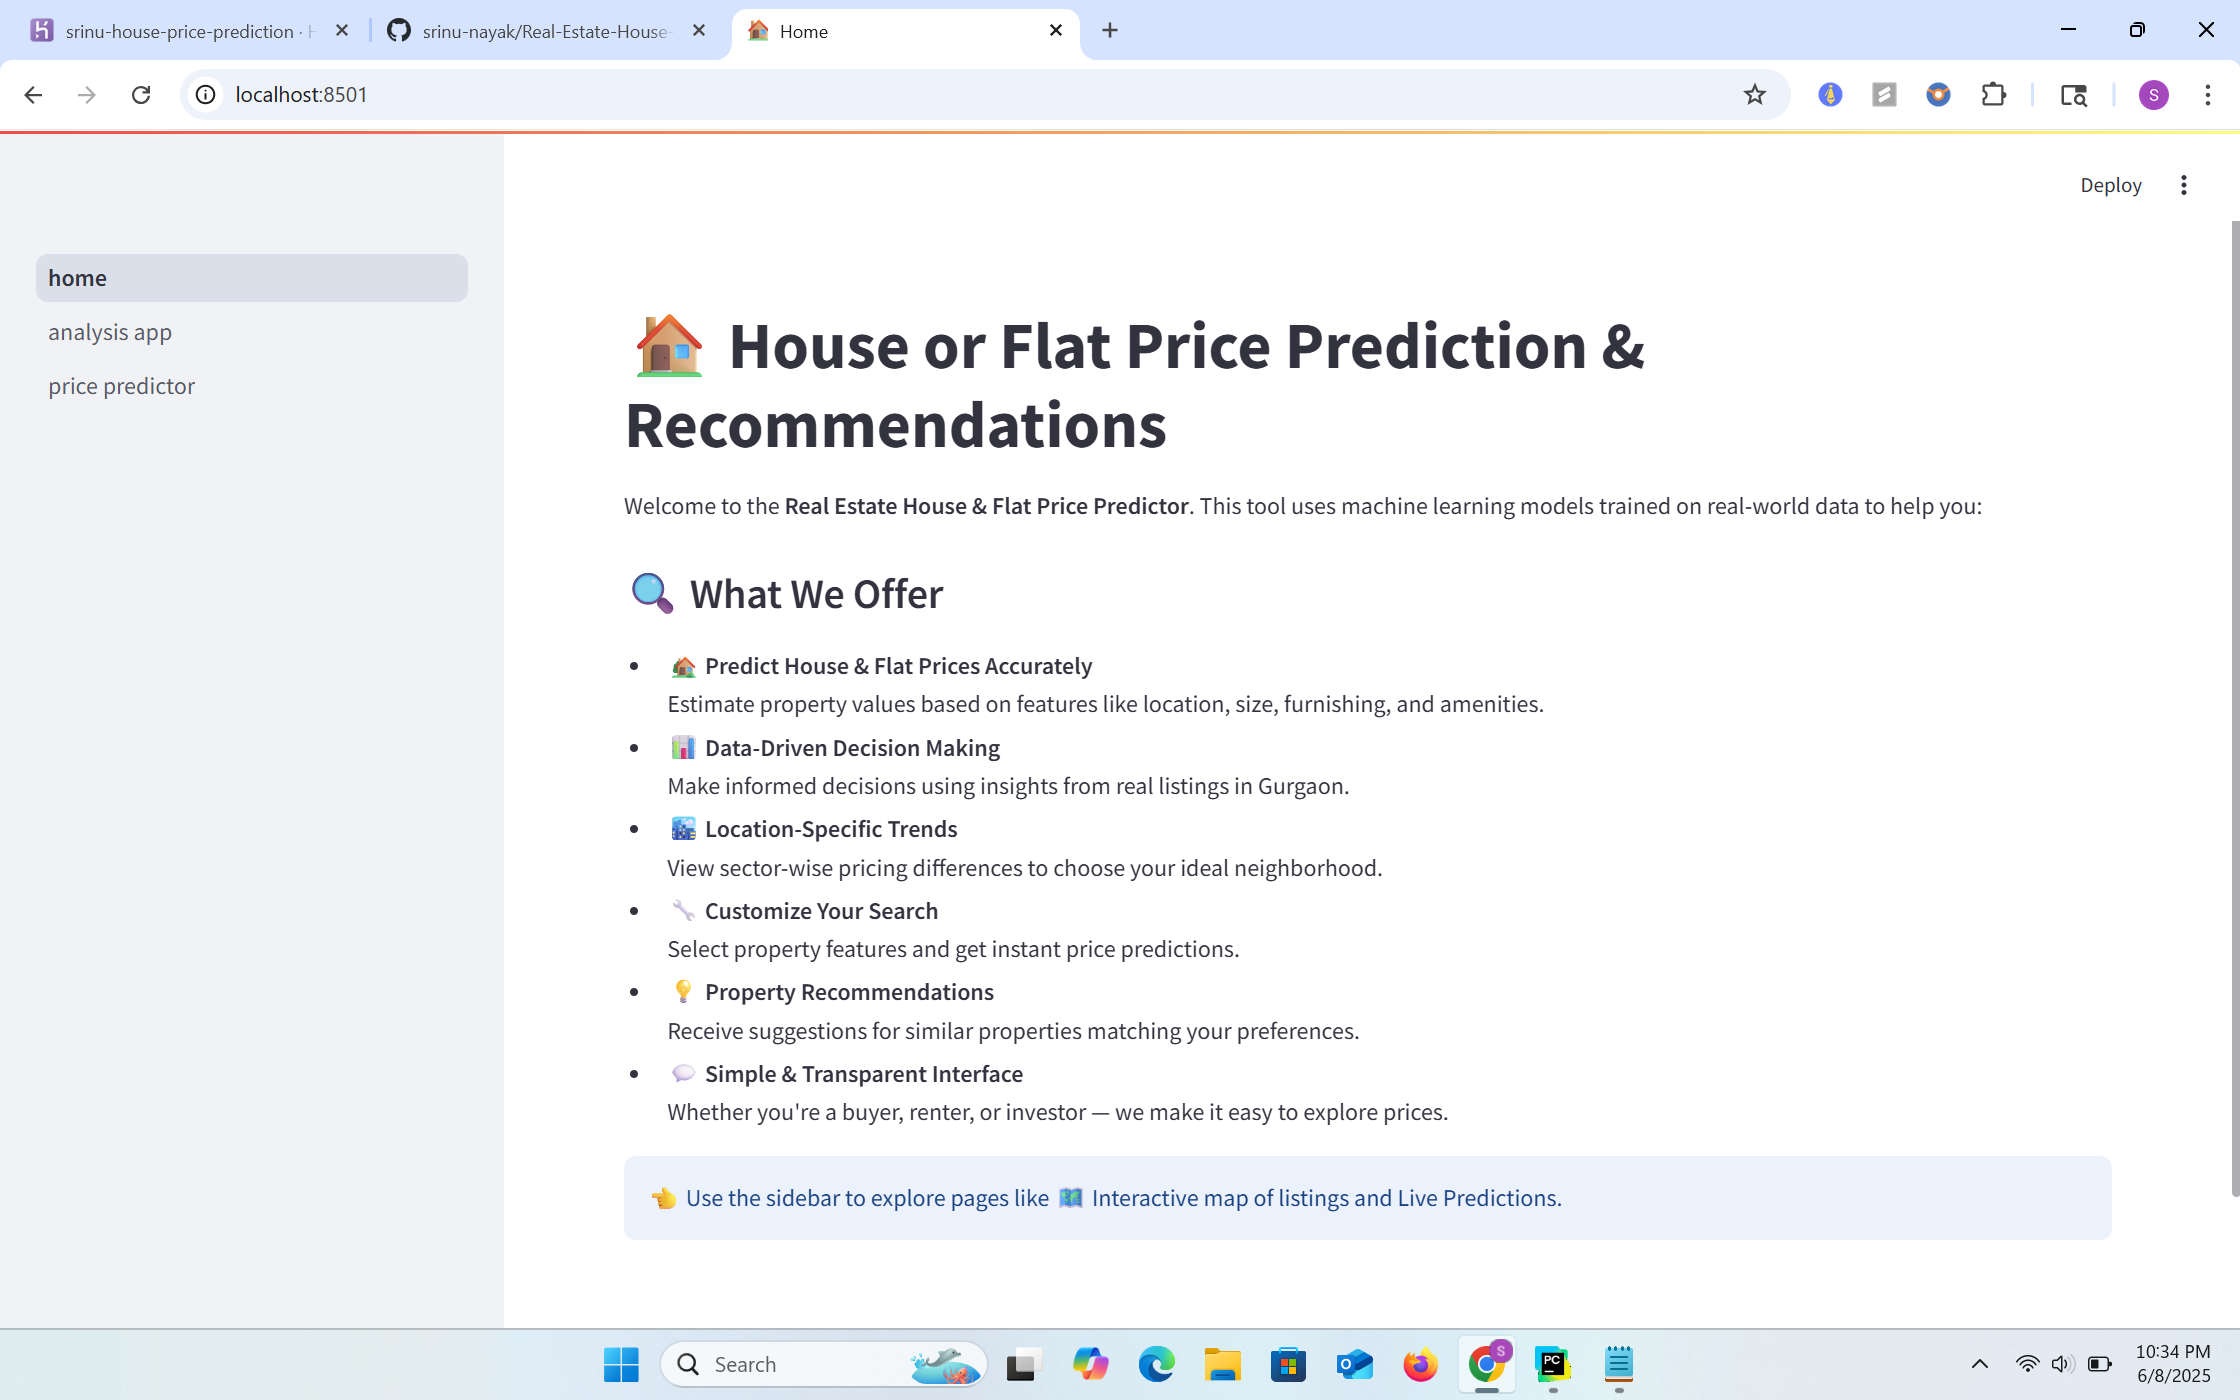 srinu-house-price-prediction · H
srinu-nayak/Real-Estate-House-
Home
localhost:8501
S
Deploy
home
analysis app
price predictor
House or Flat Price Prediction &
Recommendations
Welcome to the Real Estate House & Flat Price Predictor. This tool uses machine learning models trained on real-world data to help you:
What We Offer
Predict House & Flat Prices Accurately
Estimate property values based on features like location, size, furnishing, and amenities.
Data-Driven Decision Making
Make informed decisions using insights from real listings in Gurgaon.
Location-Specific Trends
View sector-wise pricing differences to choose your ideal neighborhood.
Customize Your Search
Select property features and get instant price predictions.
Property Recommendations
Receive suggestions for similar properties matching your preferences.
Simple & Transparent Interface
Whether you're a buyer, renter, or investor — we make it easy to explore prices.
Use the sidebar to explore pages like Interactive map of listings and Live Predictions.
Search
S
PC
10:34 PM
6/8/2025